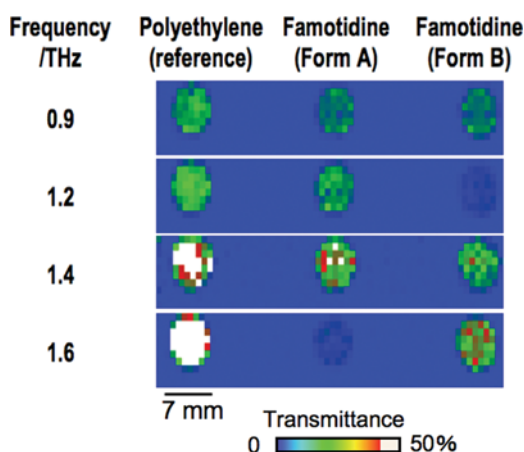 Frequency Polyethylene Famotidine Famotidine
/THz (reference) (Form A) (Form B)
0.9
1.2
1.4
1.6
7 mm
Transmittance
0 50%